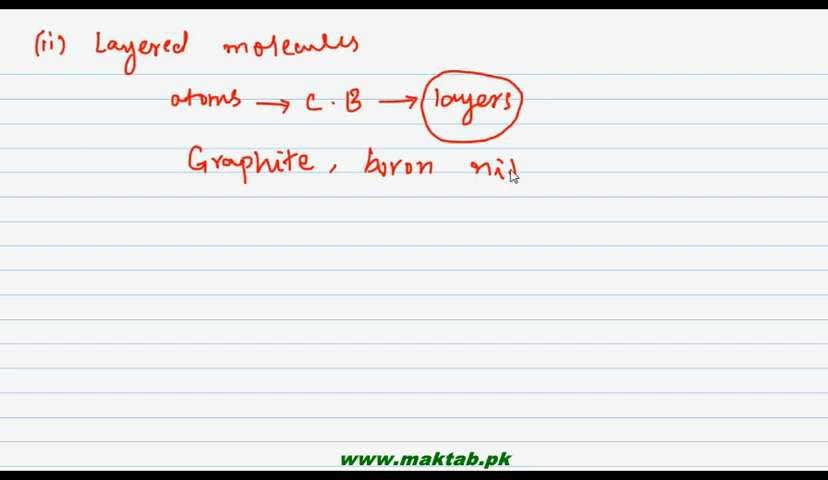 (ii) Layered molecules
atoms → C.B → layers
Graphite, boron
www.maktab.pk